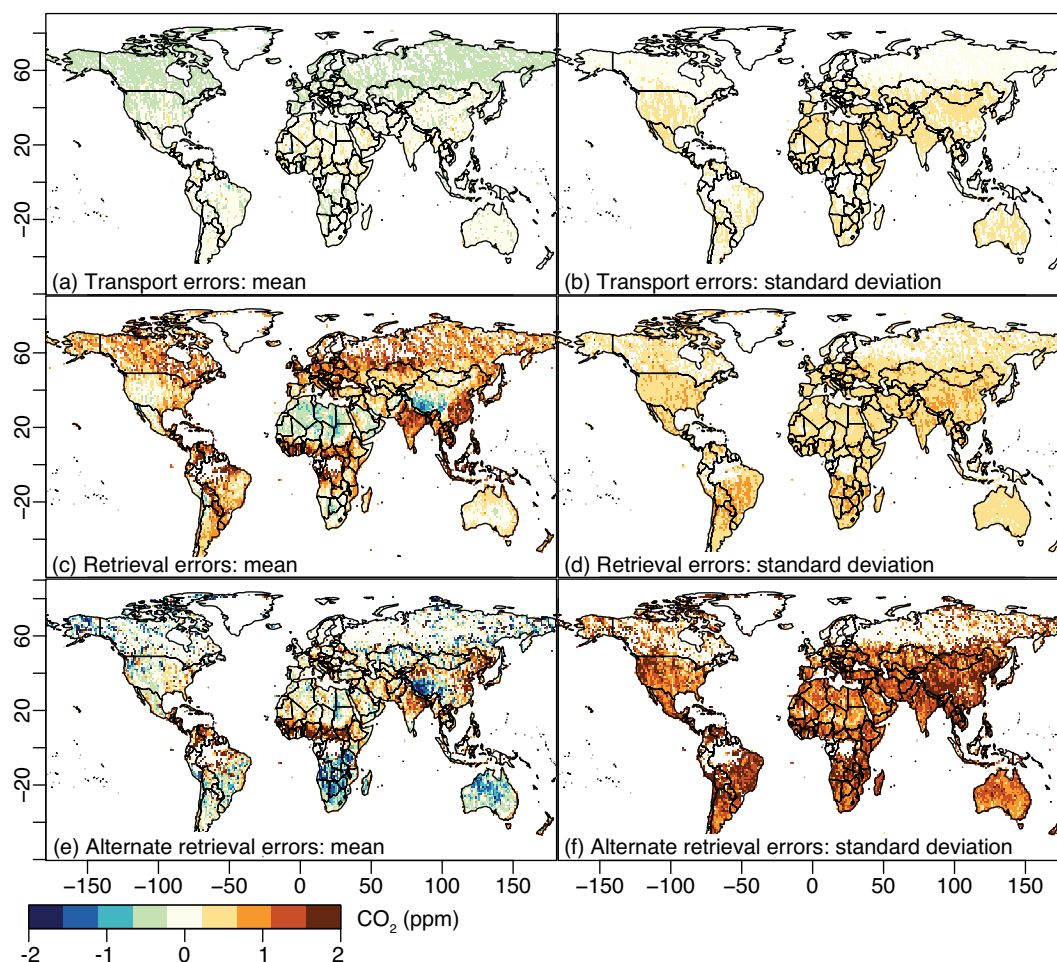 60
20
−20
(a) Transport errors: mean
(b) Transport errors: standard deviation
60
20
−20
(c) Retrieval errors: mean
(d) Retrieval errors: standard deviation
60
20
−20
(e) Alternate retrieval errors: mean
(f) Alternate retrieval errors: standard deviation
−150 −100 −50 0 50 100 150
−150 −100 −50 0 50 100 150
CO₂ (ppm)
-2 -1 0 1 2